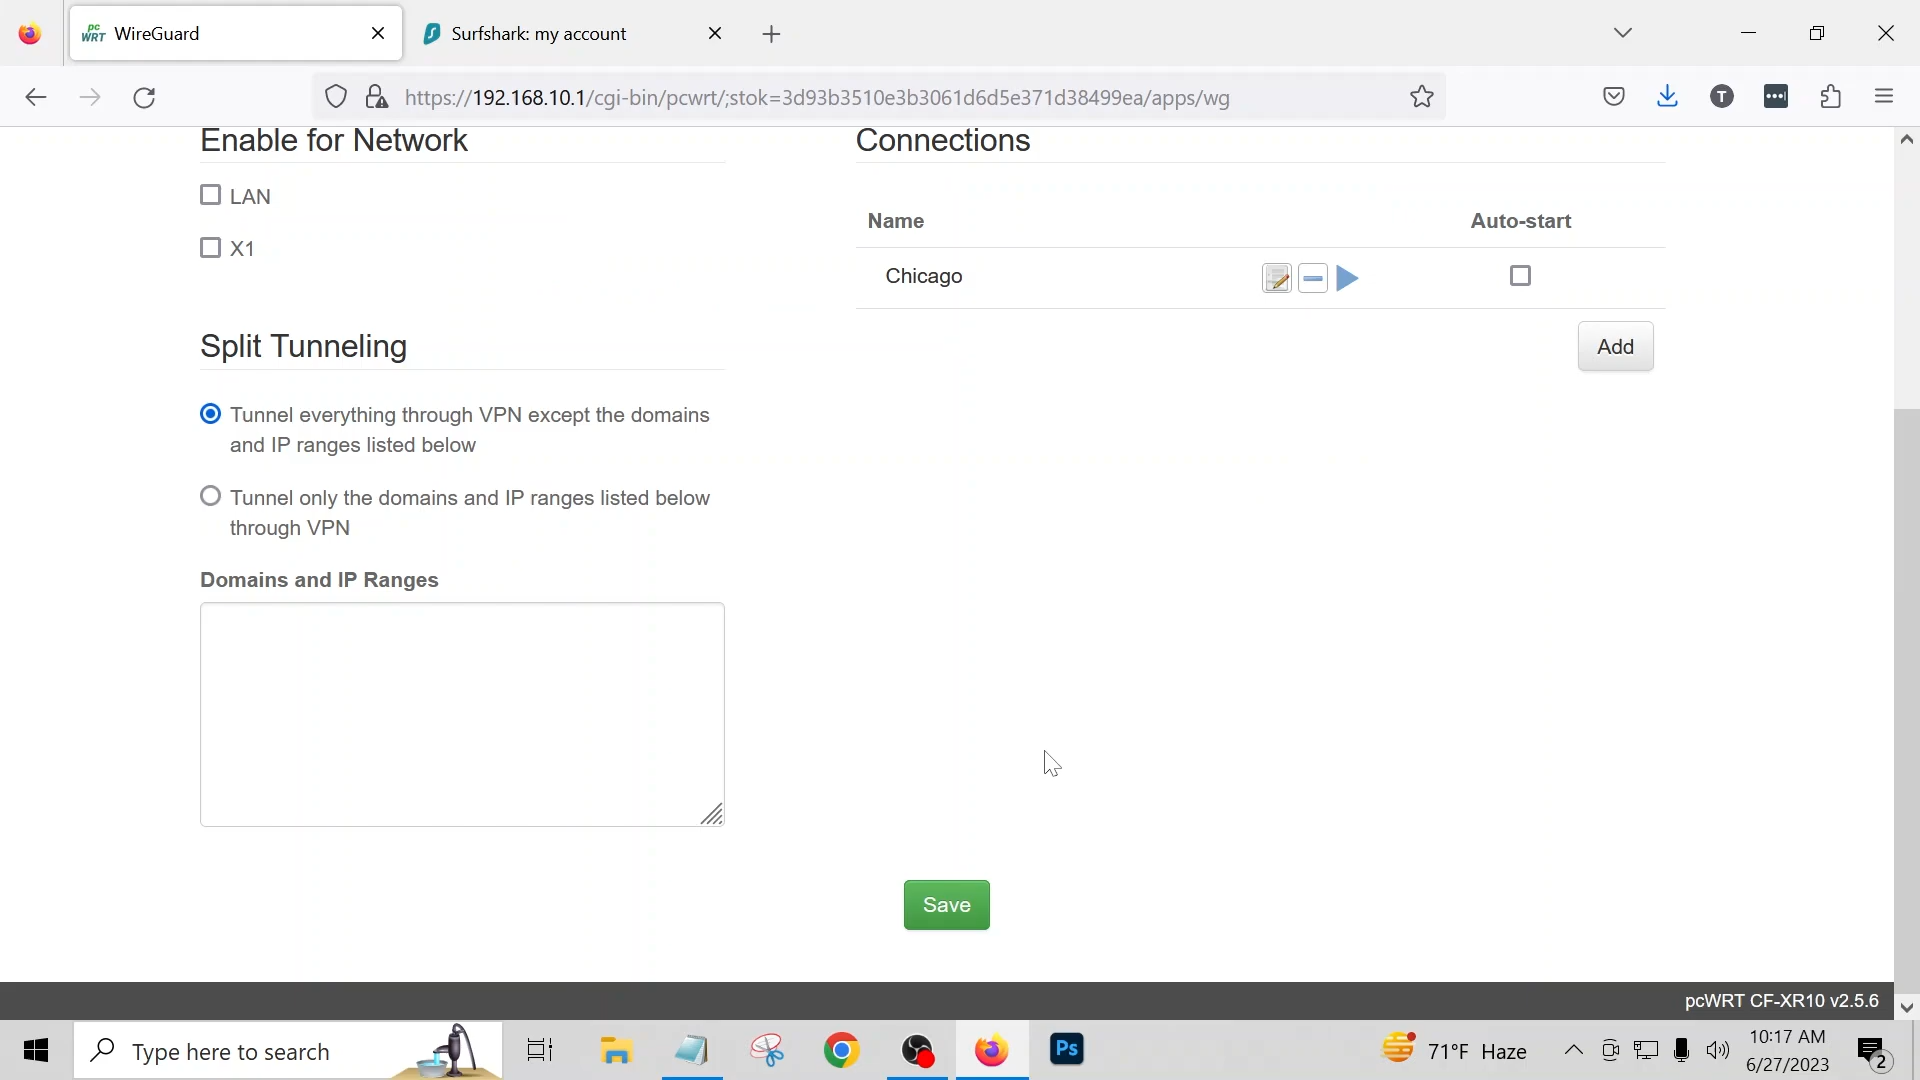 pc WRT WireGuard
Surfshark: my account
https://192.168.10.1/cgi-bin/pcwrt/;stok=3d93b3510e3b3061d6d5e371d38499ea/apps/wg
T
Enable for Network
Connections
LAN
Name
Auto-start
X1
Chicago
Split Tunneling
Add
Tunnel everything through VPN except the domains
and IP ranges listed below
Tunnel only the domains and IP ranges listed below
through VPN
Domains and IP Ranges
Save
pcWRT CF-XR10 v2.5.6
Type here to search
Ps
71°F Haze
10:17 AM
6/27/2023
2